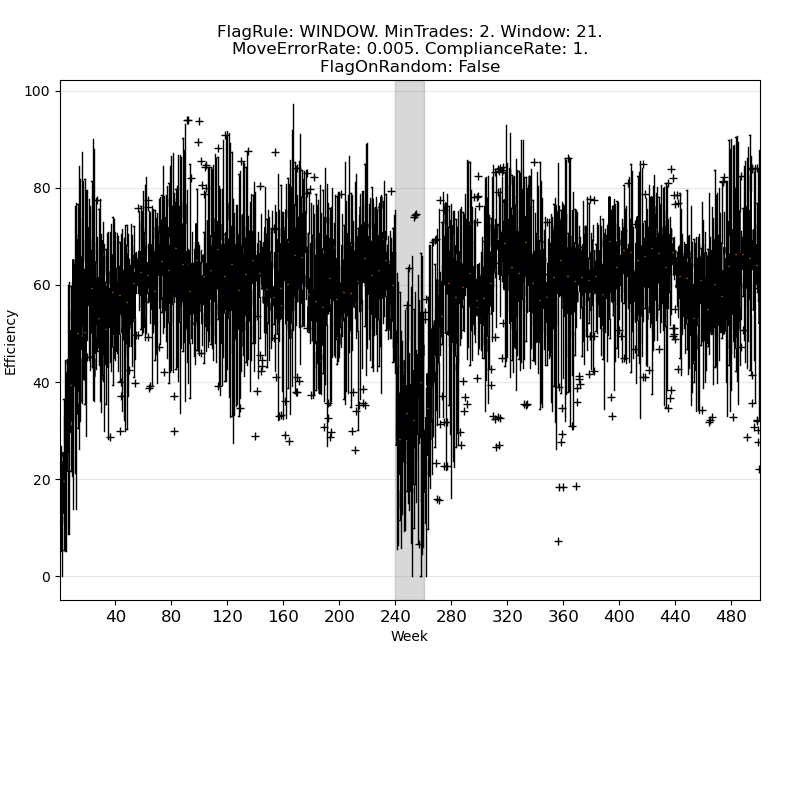 FlagRule: WINDOW. MinTrades: 2. Window: 21.
MoveErrorRate: 0.005. ComplianceRate: 1.
FlagOnRandom: False
100
80
60
40
20
0
Efficiency
40 80 120 160 200 240 280 320 360 400 440 480
Week